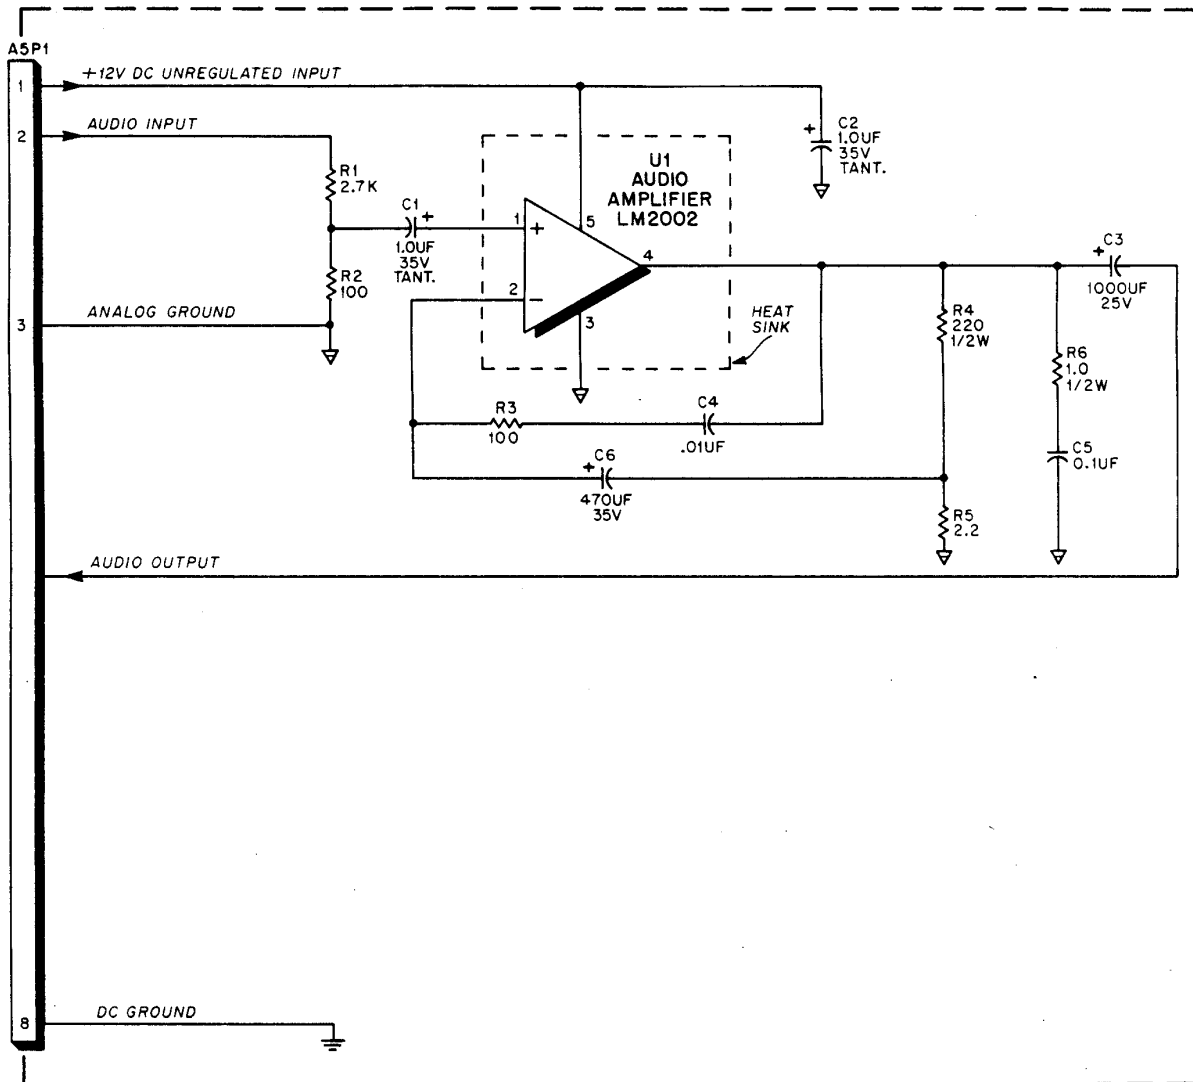 A5P1
1
+12V DC UNREGULATED INPUT
2
AUDIO INPUT
R1
2.7K
C2
+
1.0UF
35V
TANT.
U1
AUDIO
AMPLIFIER
LM2002
C1
+
1.0UF
35V
TANT.
1
+
5
4
2
−
3
R2
100
3
ANALOG GROUND
HEAT
SINK
C3
+
1000UF
25V
R4
220
1/2W
R6
1.0
1/2W
R3
100
C4
.01UF
C5
0.1UF
C6
+
470UF
35V
R5
2.2
AUDIO OUTPUT
8
DC GROUND